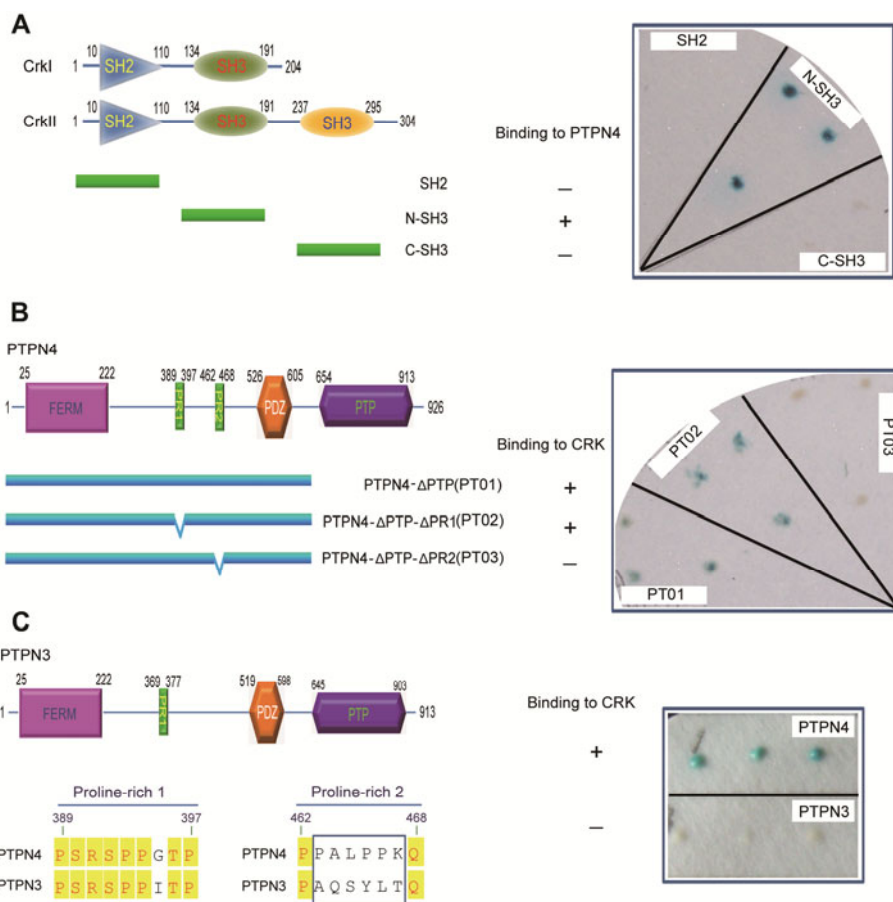 A
10 110 134 191
CrkI 1 SH2 SH3 204
10 110 134 191 237 295
CrkII 1 SH2 SH3 SH3 304
Binding to PTPN4
SH2 –
N-SH3 +
C-SH3 –
SH2
N-SH3
C-SH3
B
PTPN4
25 222 389 397 462 468 526 605 654 913
1 FERM PR1 PR2 PDZ PTP 926
Binding to CRK
PTPN4-ΔPTP(PT01) +
PTPN4-ΔPTP-ΔPR1(PT02) +
PTPN4-ΔPTP-ΔPR2(PT03) –
PT01
PT02
PT03
C
PTPN3
25 222 369 377 519 598 645 903
1 FERM PR1 PDZ PTP 913
Binding to CRK
+
–
PTPN4
PTPN3
Proline-rich 1
389 397
PTPN4 P S R S P P G T P
PTPN3 P S R S P P I T P
Proline-rich 2
462 468
PTPN4 P P A L P P K Q
PTPN3 P A Q S Y L T Q